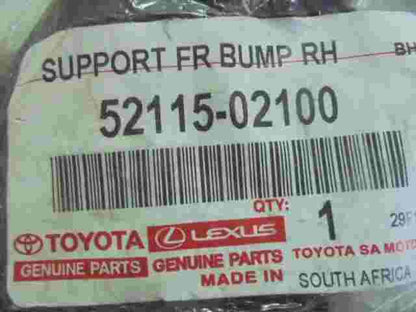 SUPPORT FR BUMP RH BH
52115-02100
QTY: 1
TOYOTA LEXUS
GENUINE PARTS GENUINE PARTS TOYOTA SA MOTO
MADE IN SOUTH AFRICA